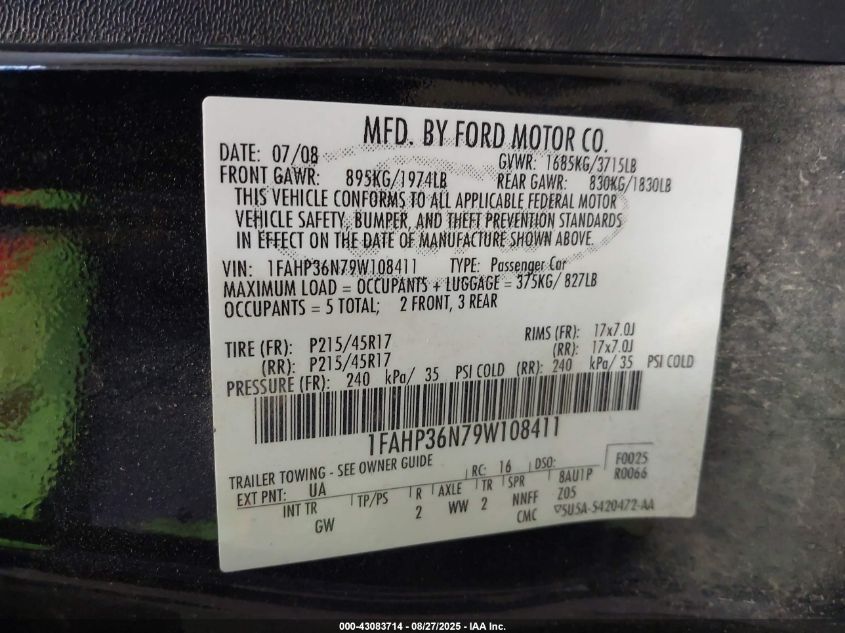 MFD. BY FORD MOTOR CO.
DATE: 07/08 GVWR: 1685KG/3715LB
FRONT GAWR: 895KG/1974LB REAR GAWR: 830KG/1830LB
THIS VEHICLE CONFORMS TO ALL APPLICABLE FEDERAL MOTOR
VEHICLE SAFETY, BUMPER, AND THEFT PREVENTION STANDARDS
IN EFFECT ON THE DATE OF MANUFACTURE SHOWN ABOVE.
VIN: 1FAHP36N79W108411 TYPE: Passenger Car
MAXIMUM LOAD = OCCUPANTS + LUGGAGE = 375KG/ 827LB
OCCUPANTS = 5 TOTAL; 2 FRONT, 3 REAR
TIRE (FR): P215/45R17 RIMS (FR): 17x7.0J
(RR): P215/45R17 (RR): 17x7.0J
PRESSURE (FR): 240 kPa/ 35 PSI COLD (RR): 240 kPa/ 35 PSI COLD
1FAHP36N79W108411
TRAILER TOWING - SEE OWNER GUIDE RC: 16 DSO: F0025
EXT PNT: UA 8AU1P R0066
INT TR TP/PS R AXLE TR SPR Z05
GW 2 WW 2 NNFF
CMC ▽5U5A-5420472-AA
000-43083714 - 08/27/2025 - IAA Inc.